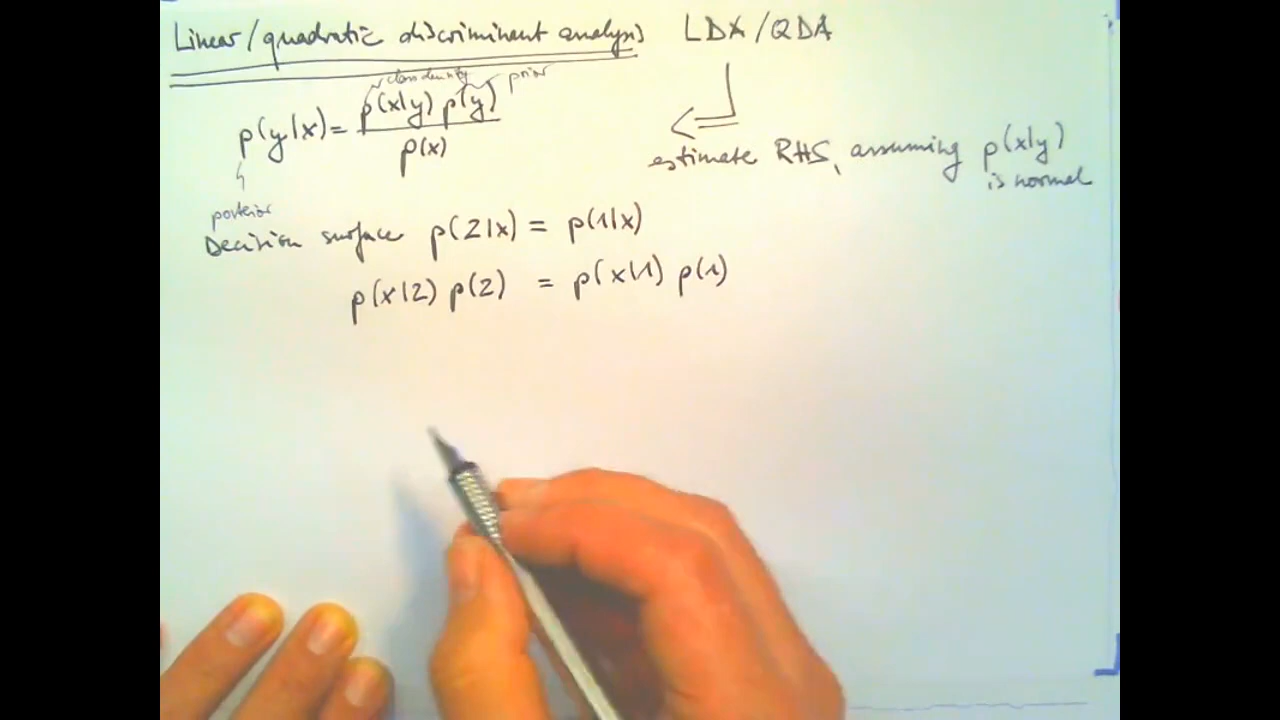 Linear/quadratic discriminant analysis LDA/QDA
class density prior
p(y|x) = p(x|y) p(y) / p(x)
estimate RHS, assuming p(x|y)
is normal
posterior
Decision surface p(2|x) = p(1|x)
p(x|2) p(2) = p(x|1) p(1)